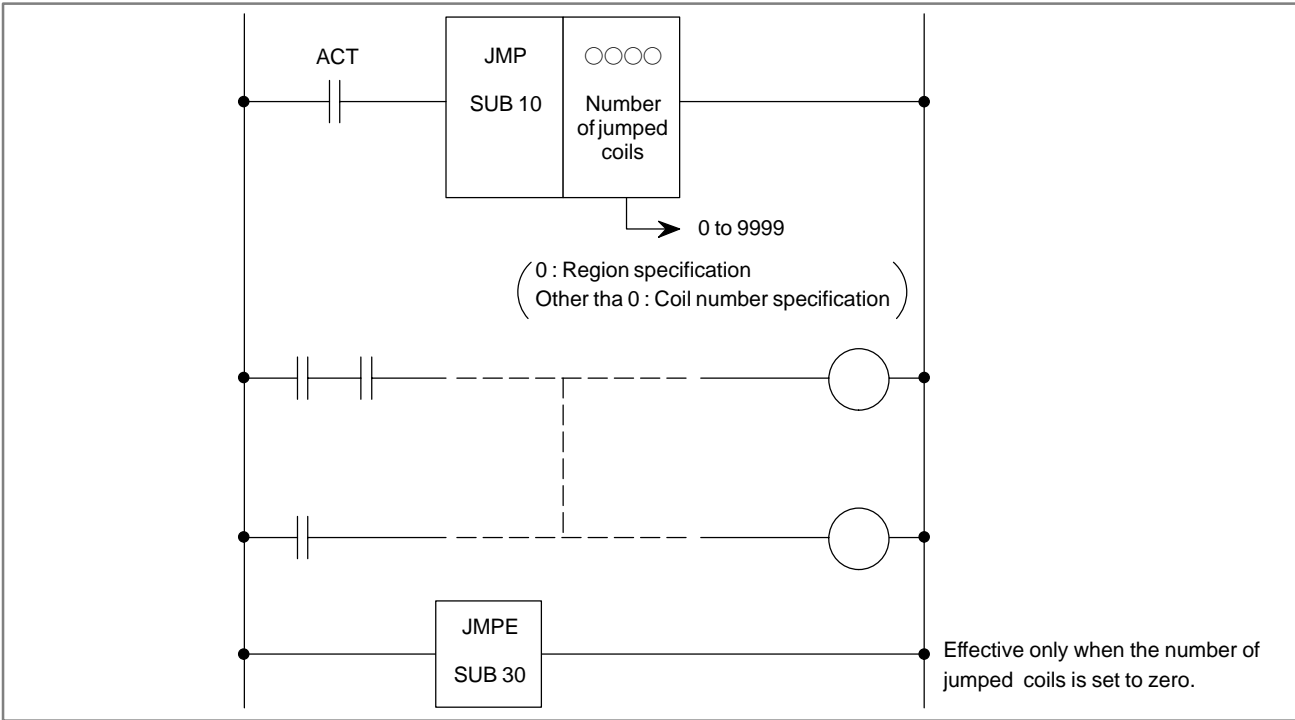 ACT
JMP
SUB 10
○○○○
Number
of jumped
coils
0 to 9999
0 : Region specification
Other tha 0 : Coil number specification
JMPE
SUB 30
Effective only when the number of
jumped coils is set to zero.